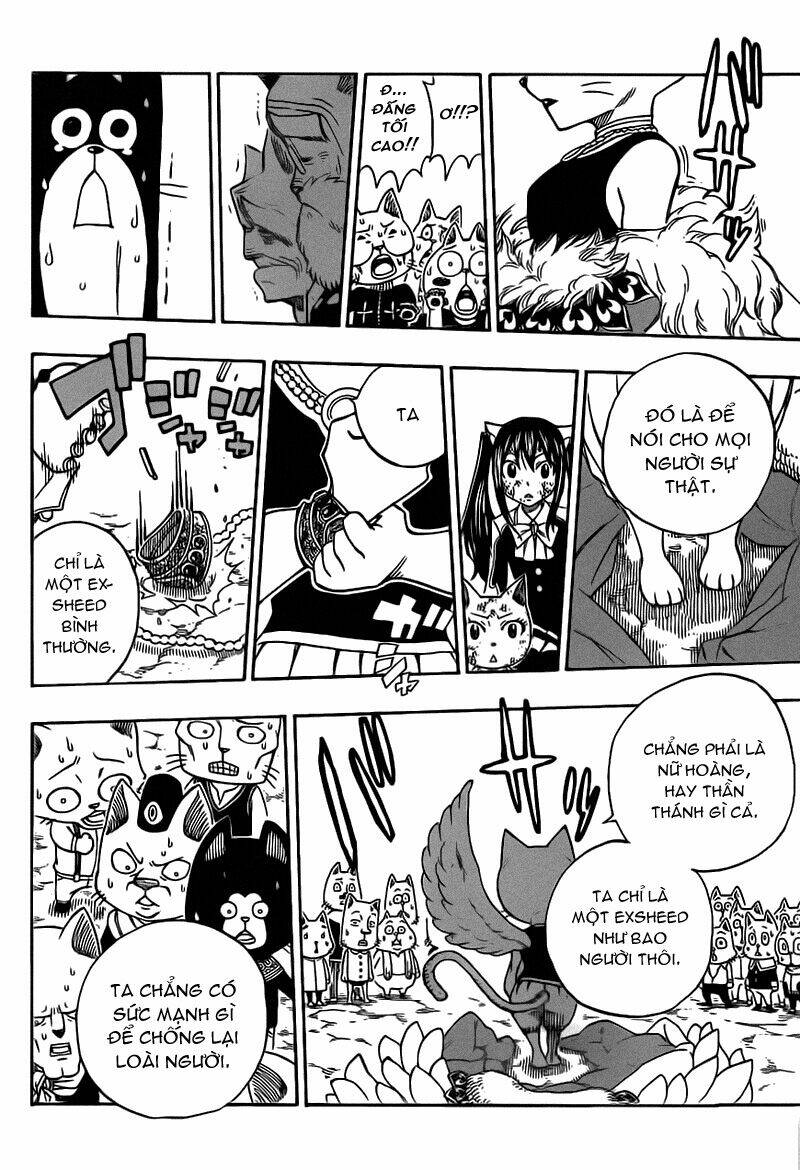 Ơ!!?
Đ...
ĐẤNG
TỐI
CAO!!
ĐÓ LÀ ĐỂ
NÓI CHO MỌI
NGƯỜI SỰ
THẬT.
TA
CHỈ LÀ
MỘT EX-
SHEED
BÌNH
THƯỜNG.
CHẲNG PHẢI LÀ
NỮ HOÀNG,
HAY THẦN
THÁNH GÌ CẢ.
TA CHỈ LÀ
MỘT EXSHEED
NHƯ BAO
NGƯỜI THÔI.
TA CHẲNG CÓ
SỨC MẠNH GÌ
ĐỂ CHỐNG LẠI
LOÀI NGƯỜI.